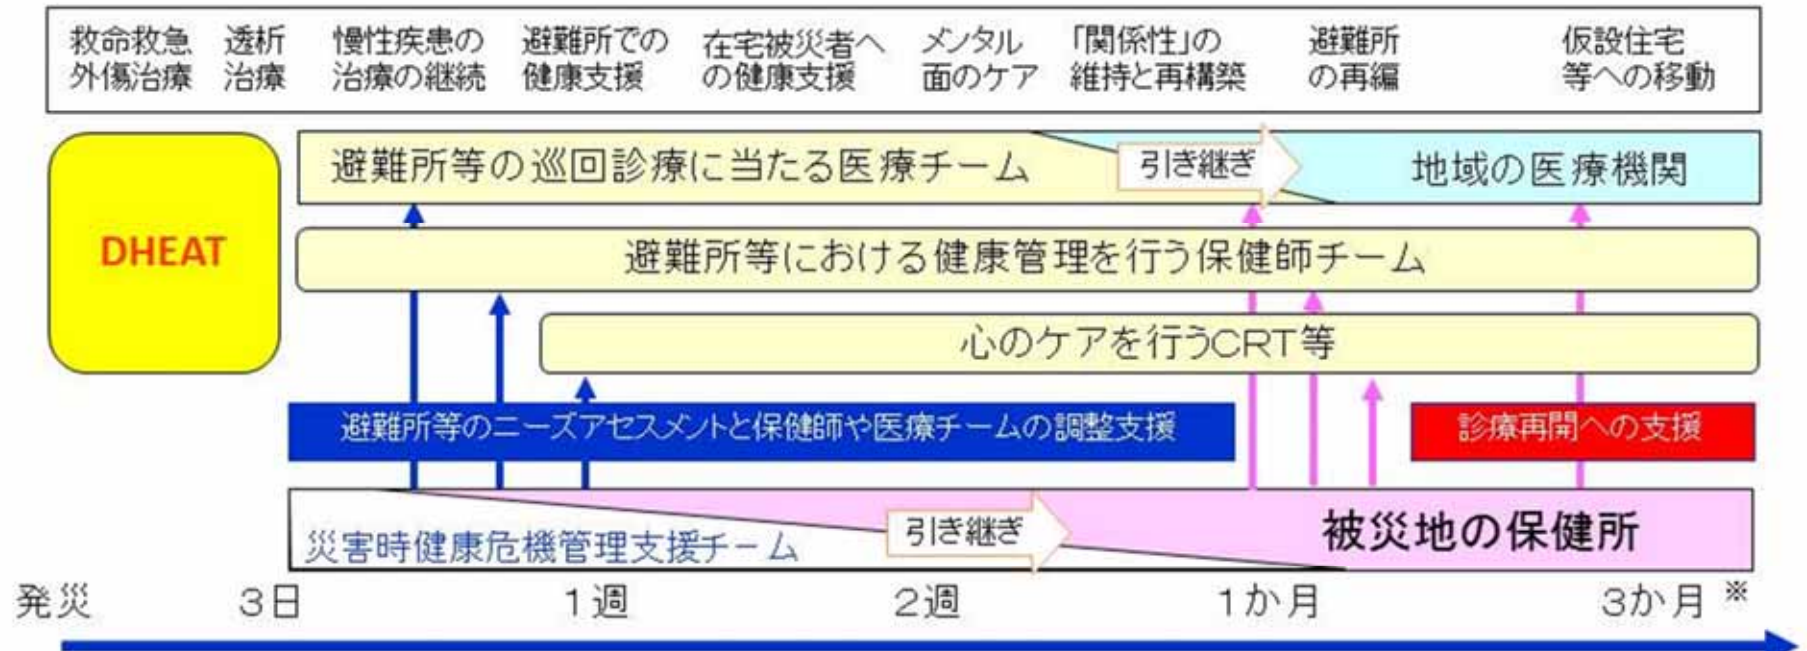 救命救急
外傷治療
透析
治療
慢性疾患の
治療の継続
避難所での
健康支援
在宅被災者へ
の健康支援
メンタル
面のケア
「関係性」の
維持と再構築
避難所
の再編
仮設住宅
等への移動
DHEAT
避難所等の巡回診療に当たる医療チーム
引き継ぎ
地域の医療機関
避難所等における健康管理を行う保健師チーム
心のケアを行うCRT等
避難所等のニーズアセスメントと保健師や医療チームの調整支援
診療再開への支援
災害時健康危機管理支援チーム
引き継ぎ
被災地の保健所
発災 3日 1週 2週 1か月 3か月 ※